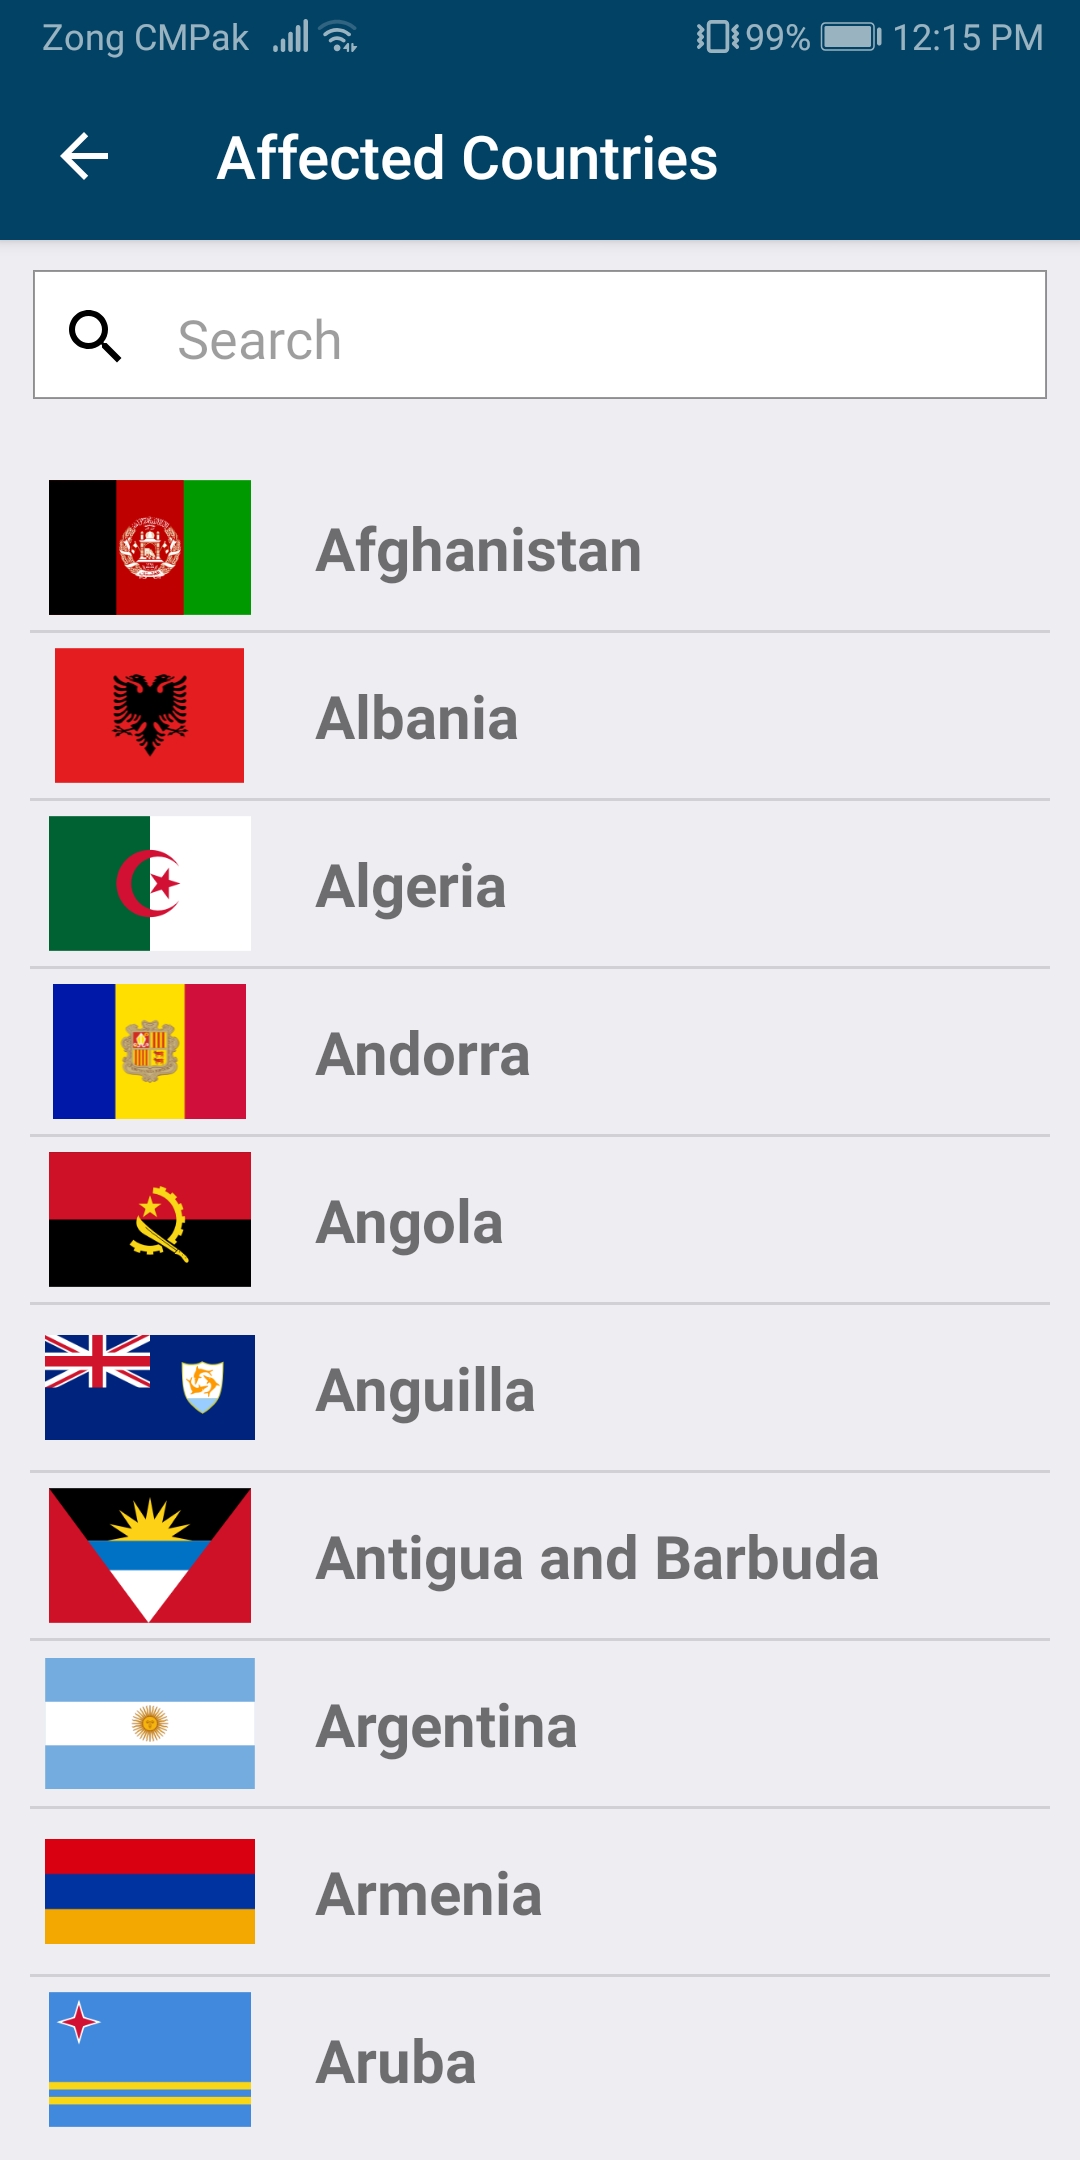 Zong CMPak 99% 12:15 PM
Affected Countries
Search
Afghanistan
Albania
Algeria
Andorra
Angola
Anguilla
Antigua and Barbuda
Argentina
Armenia
Aruba